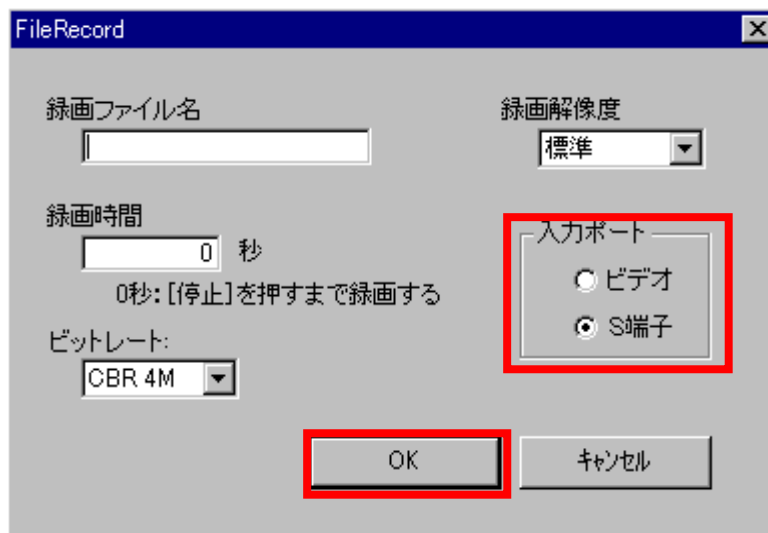 FileRecord
録画ファイル名
録画解像度
標準
録画時間
0 秒
0秒:[停止]を押すまで録画する
入力ポート
ビデオ
S端子
ビットレート:
CBR 4M
OK
キャンセル